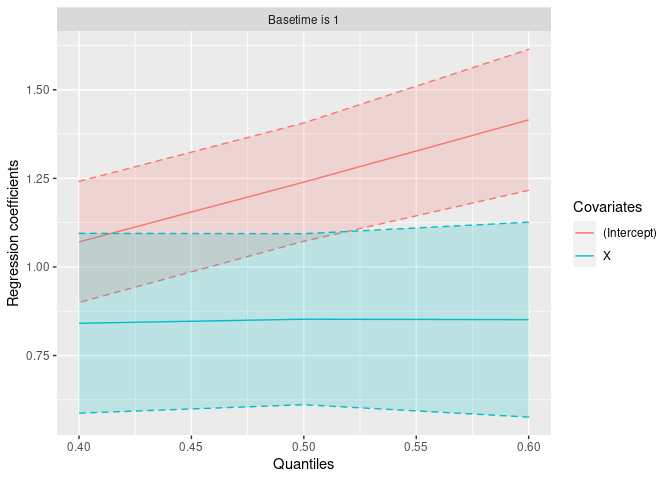 Basetime is 1
1.50
1.25
1.00
0.75
Regression coefficients
0.40 0.45 0.50 0.55 0.60
Quantiles
Covariates
(Intercept)
X